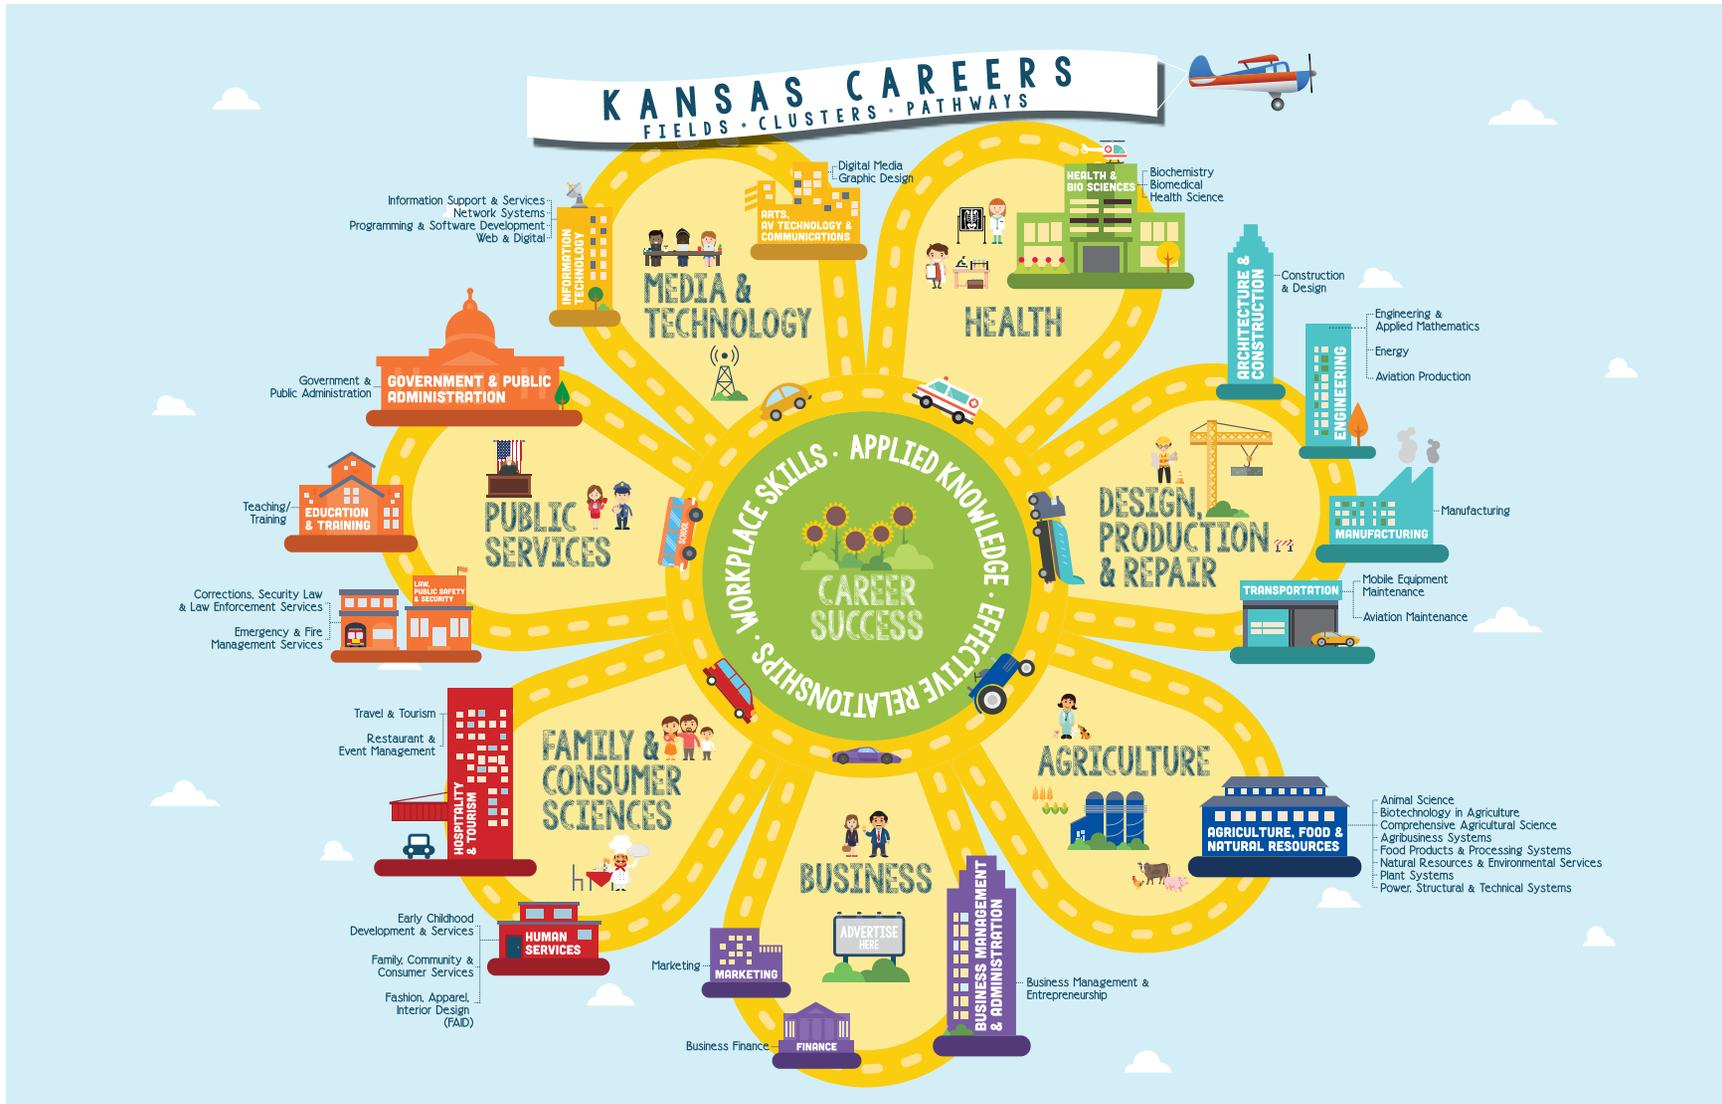 KANSAS CAREERS
FIELDS · CLUSTERS · PATHWAYS
Information Support & Services
Network Systems
Programming & Software Development
Web & Digital
INFORMATION
TECHNOLOGY
Digital Media
Graphic Design
ARTS,
AV TECHNOLOGY &
COMMUNICATIONS
MEDIA &
TECHNOLOGY
HEALTH &
BIO SCIENCES
Biochemistry
Biomedical
Health Science
HEALTH
ARCHITECTURE &
CONSTRUCTION
Construction
& Design
ENGINEERING
Engineering &
Applied Mathematics
Energy
Aviation Production
MANUFACTURING
Manufacturing
TRANSPORTATION
Mobile Equipment
Maintenance
Aviation Maintenance
DESIGN,
PRODUCTION
& REPAIR
Government &
Public Administration
GOVERNMENT & PUBLIC
ADMINISTRATION
Teaching/
Training
EDUCATION
& TRAINING
Corrections, Security Law
& Law Enforcement Services
Emergency & Fire
Management Services
LAW,
PUBLIC SAFETY
& SECURITY
PUBLIC
SERVICES
SCHOOL
WORKPLACE SKILLS · APPLIED KNOWLEDGE · EFFECTIVE RELATIONSHIPS ·
CAREER
SUCCESS
Travel & Tourism
Restaurant &
Event Management
HOSPITALITY
& TOURISM
FAMILY &
CONSUMER
SCIENCES
Early Childhood
Development & Services
Family, Community &
Consumer Services
Fashion, Apparel,
Interior Design
(FAID)
HUMAN
SERVICES
BUSINESS
ADVERTISE
HERE
Marketing
MARKETING
Business Finance
FINANCE
BUSINESS MANAGEMENT
& ADMINISTRATION
Business Management &
Entrepreneurship
AGRICULTURE
AGRICULTURE, FOOD &
NATURAL RESOURCES
Animal Science
Biotechnology in Agriculture
Comprehensive Agricultural Science
Agribusiness Systems
Food Products & Processing Systems
Natural Resources & Environmental Services
Plant Systems
Power, Structural & Technical Systems